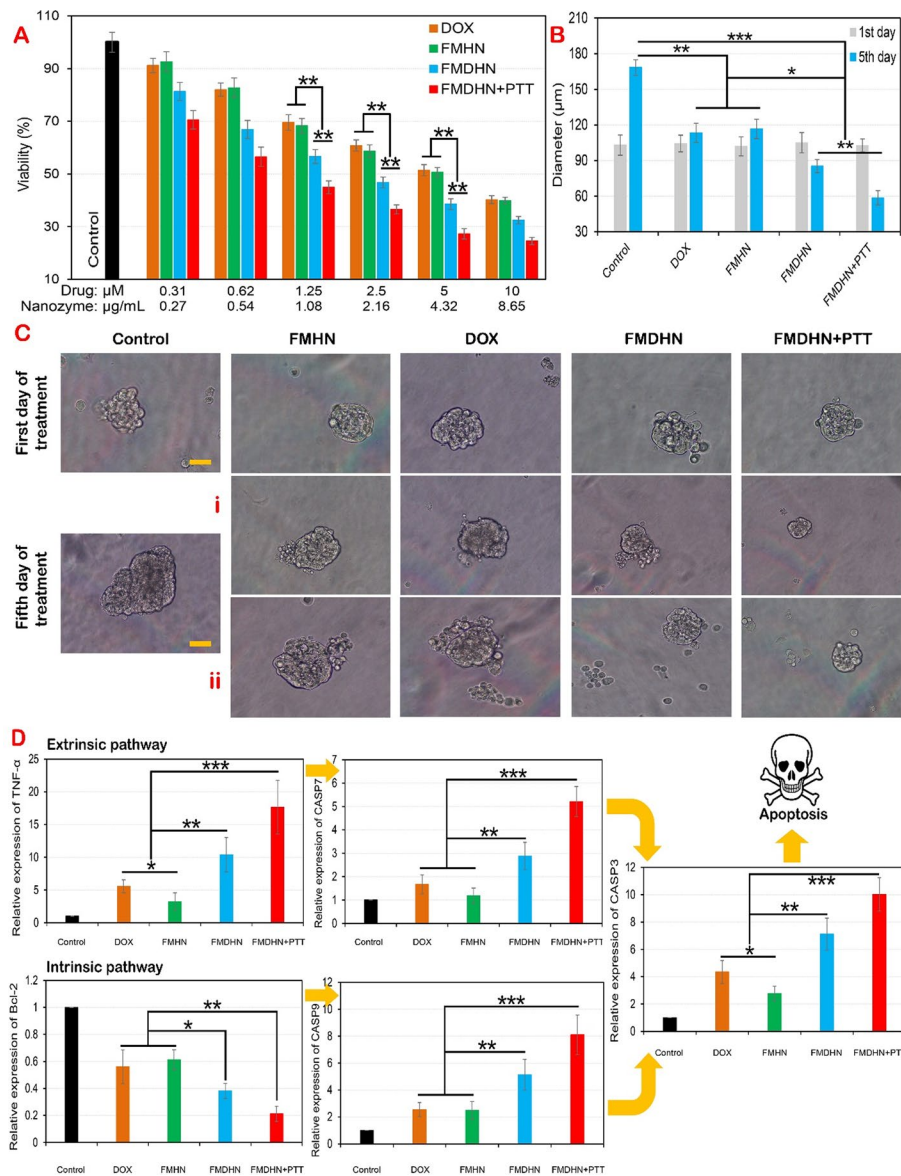 A
Viability (%)
110
90
70
50
30
10
Control
DOX
FMHN
FMDHN
FMDHN+PTT
**
**
**
**
**
**
Drug: μM 0.31 0.62 1.25 2.5 5 10
Nanozyme: μg/mL 0.27 0.54 1.08 2.16 4.32 8.65
B
Diameter (μm)
210
180
150
120
90
60
30
1st day
5th day
***
**
*
**
Control DOX FMHN FMDHN FMDHN+PTT
C
Control FMHN DOX FMDHN FMDHN+PTT
First day of
treatment
i
Fifth day of
treatment
ii
D
Extrinsic pathway
Relative expression of TNF-α
25
20
15
10
5
0
***
**
*
Control DOX FMHN FMDHN FMDHN+PTT
Relative expression of CASP7
7
6
5
4
3
2
1
0
***
**
Control DOX FMHN FMDHN FMDHN+PTT
Apoptosis
Relative expression of CASP3
12
10
8
6
4
2
0
***
**
*
Control DOX FMHN FMDHN FMDHN+PTT
Intrinsic pathway
Relative expression of Bcl-2
1.2
1
0.8
0.6
0.4
0.2
0
**
*
Control DOX FMHN FMDHN FMDHN+PTT
Relative expression of CASP9
12
10
8
6
4
2
0
***
**
Control DOX FMHN FMDHN FMDHN+PTT